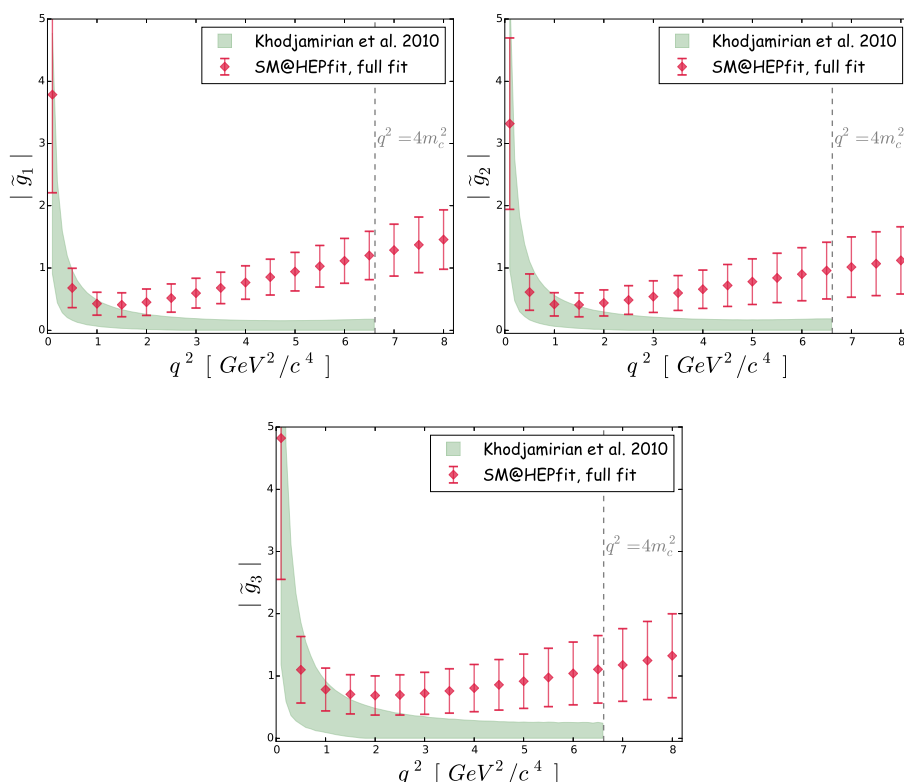 Khodjamirian et al. 2010
SM@HEPfit, full fit
q² = 4m_c²
| g̃₁ |
5
4
3
2
1
0
0 1 2 3 4 5 6 7 8
q² [ GeV²/c⁴ ]
Khodjamirian et al. 2010
SM@HEPfit, full fit
q² = 4m_c²
| g̃₂ |
5
4
3
2
1
0
0 1 2 3 4 5 6 7 8
q² [ GeV²/c⁴ ]
Khodjamirian et al. 2010
SM@HEPfit, full fit
q² = 4m_c²
| g̃₃ |
5
4
3
2
1
0
0 1 2 3 4 5 6 7 8
q² [ GeV²/c⁴ ]